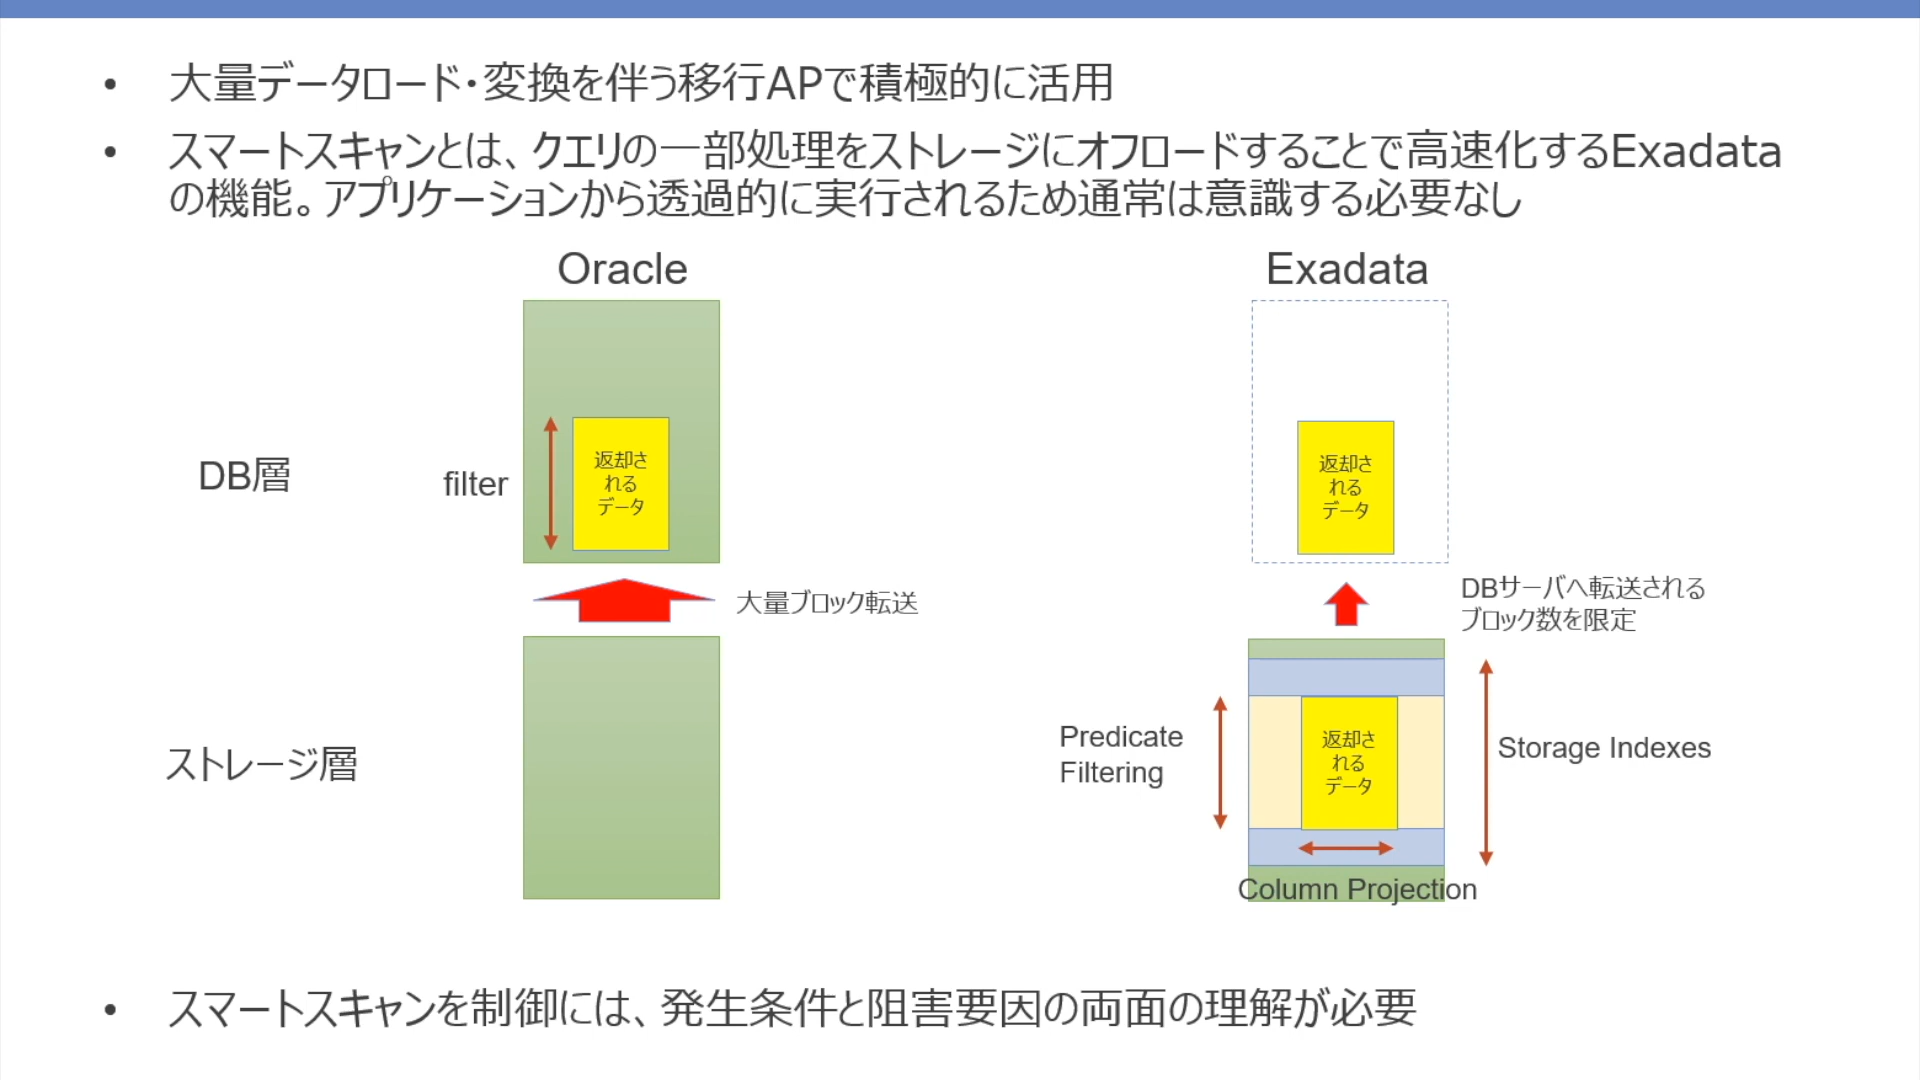 • 大量データロード・変換を伴う移行APで積極的に活用
• スマートスキャンとは、クエリの一部処理をストレージにオフロードすることで高速化するExadata
の機能。アプリケーションから透過的に実行されるため通常は意識する必要なし
Oracle
Exadata
DB層
filter
返却さ
れる
データ
返却さ
れる
データ
大量ブロック転送
DBサーバへ転送される
ブロック数を限定
ストレージ層
Predicate
Filtering
返却さ
れる
データ
Storage Indexes
Column Projection
• スマートスキャンを制御には、発生条件と阻害要因の両面の理解が必要